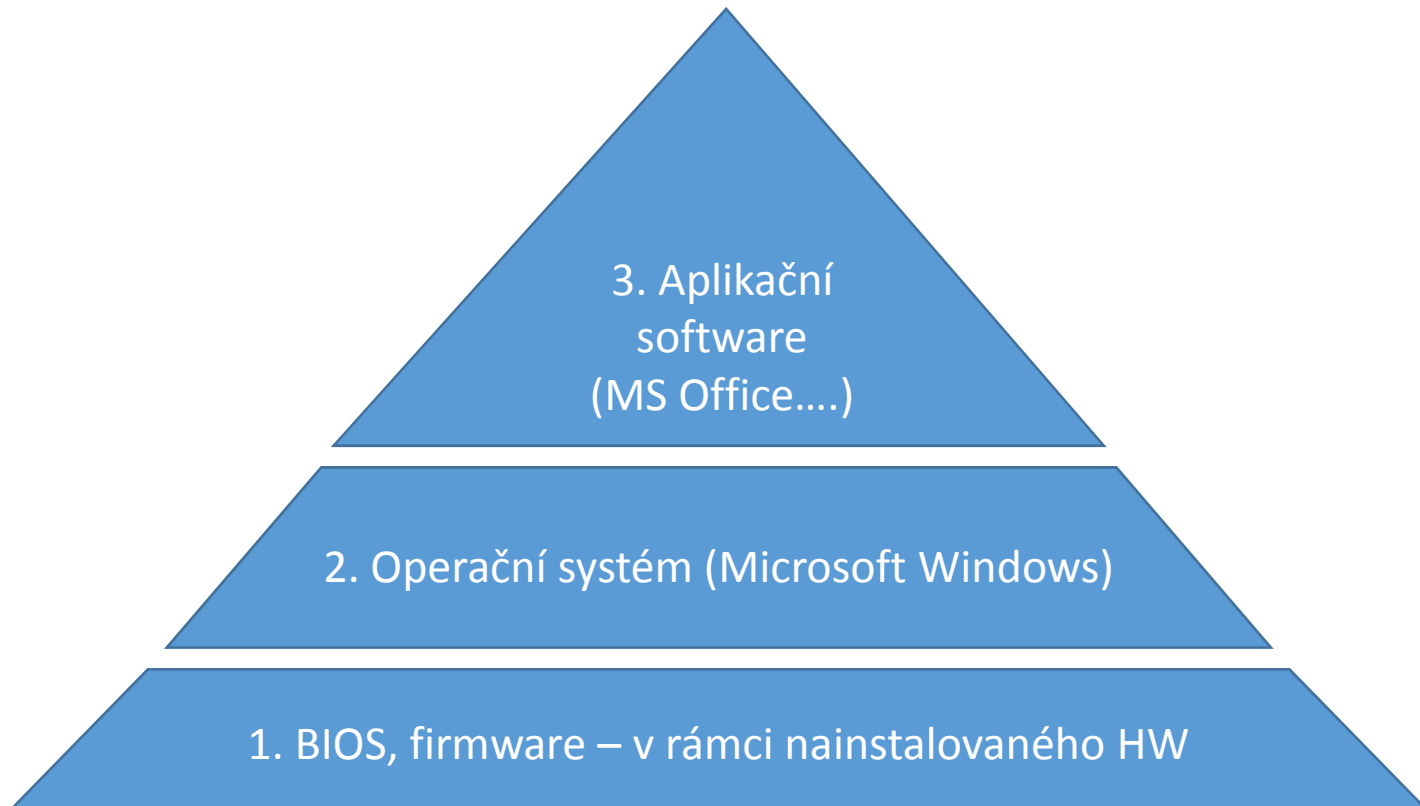 3. Aplikační
software
(MS Office….)
2. Operační systém (Microsoft Windows)
1. BIOS, firmware – v rámci nainstalovaného HW